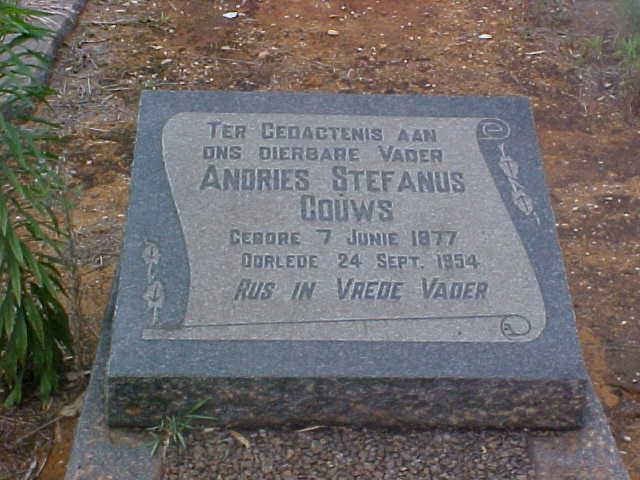 TER GEDAGTENIS AAN
ONS DIERBARE VADER
ANDRIES STEFANUS
GOUWS
GEBORE 7 JUNIE 1877
OORLEDE 24 SEPT. 1954
RUS IN VREDE VADER